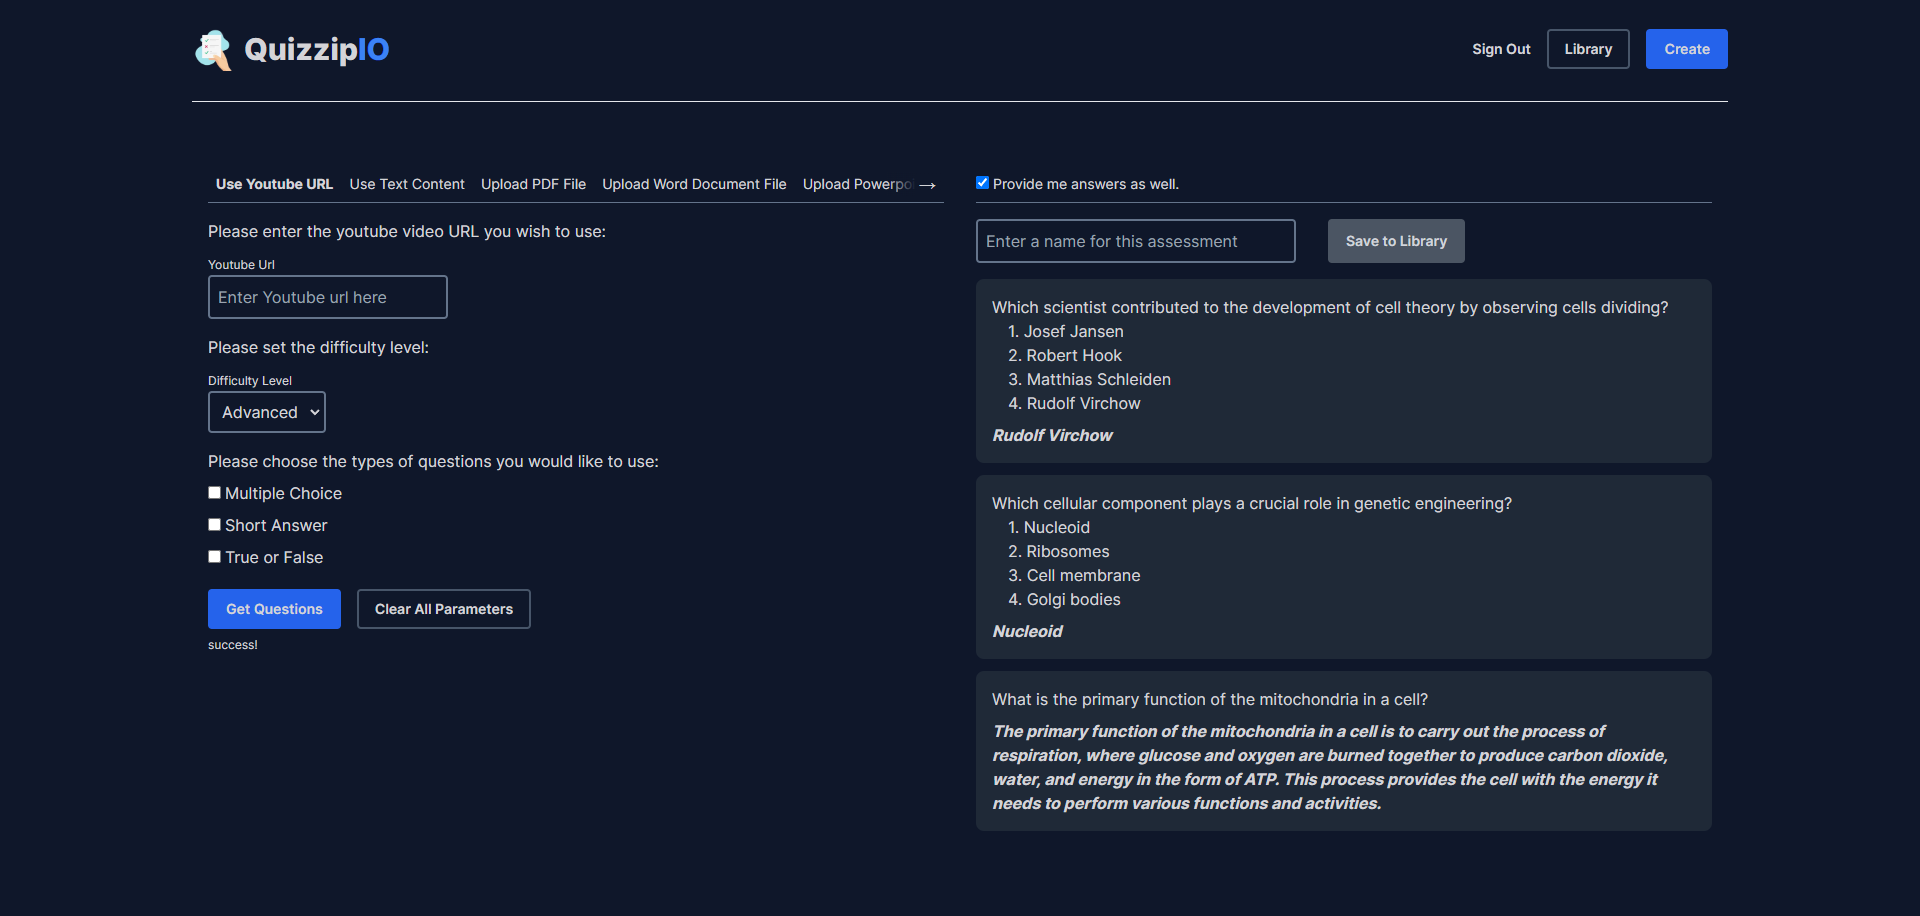 QuizzipIO
Sign Out
Library
Create
Use Youtube URL
Use Text Content
Upload PDF File
Upload Word Document File
Upload Powerpo
→
Please enter the youtube video URL you wish to use:
Youtube Url
Enter Youtube url here
Please set the difficulty level:
Difficulty Level
Advanced
Please choose the types of questions you would like to use:
Multiple Choice
Short Answer
True or False
Get Questions
Clear All Parameters
success!
Provide me answers as well.
Enter a name for this assessment
Save to Library
Which scientist contributed to the development of cell theory by observing cells dividing?
1. Josef Jansen
2. Robert Hook
3. Matthias Schleiden
4. Rudolf Virchow
Rudolf Virchow
Which cellular component plays a crucial role in genetic engineering?
1. Nucleoid
2. Ribosomes
3. Cell membrane
4. Golgi bodies
Nucleoid
What is the primary function of the mitochondria in a cell?
The primary function of the mitochondria in a cell is to carry out the process of
respiration, where glucose and oxygen are burned together to produce carbon dioxide,
water, and energy in the form of ATP. This process provides the cell with the energy it
needs to perform various functions and activities.